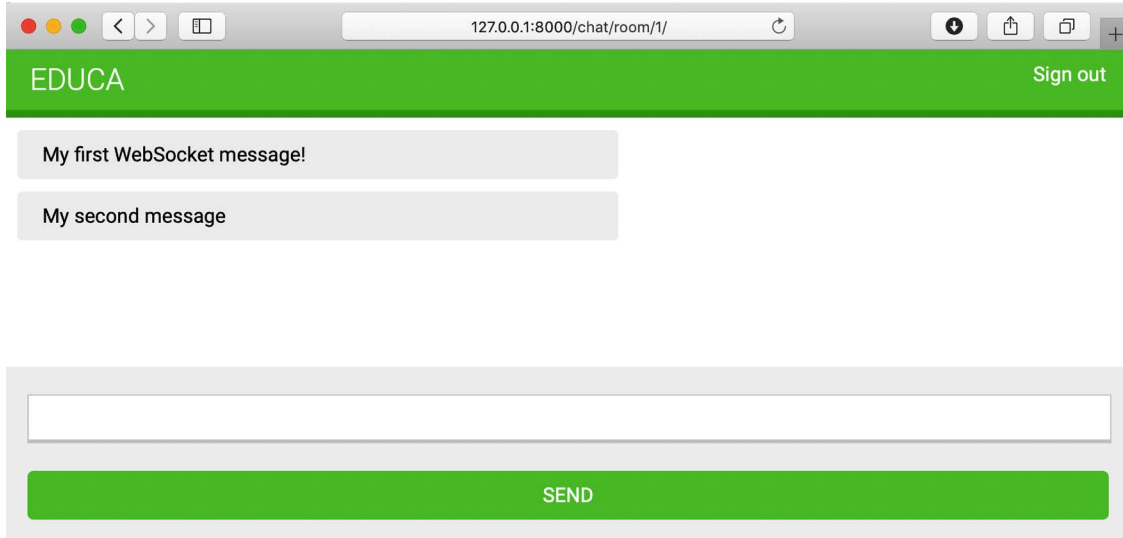 127.0.0.1:8000/chat/room/1/
EDUCA
Sign out
My first WebSocket message!
My second message
SEND